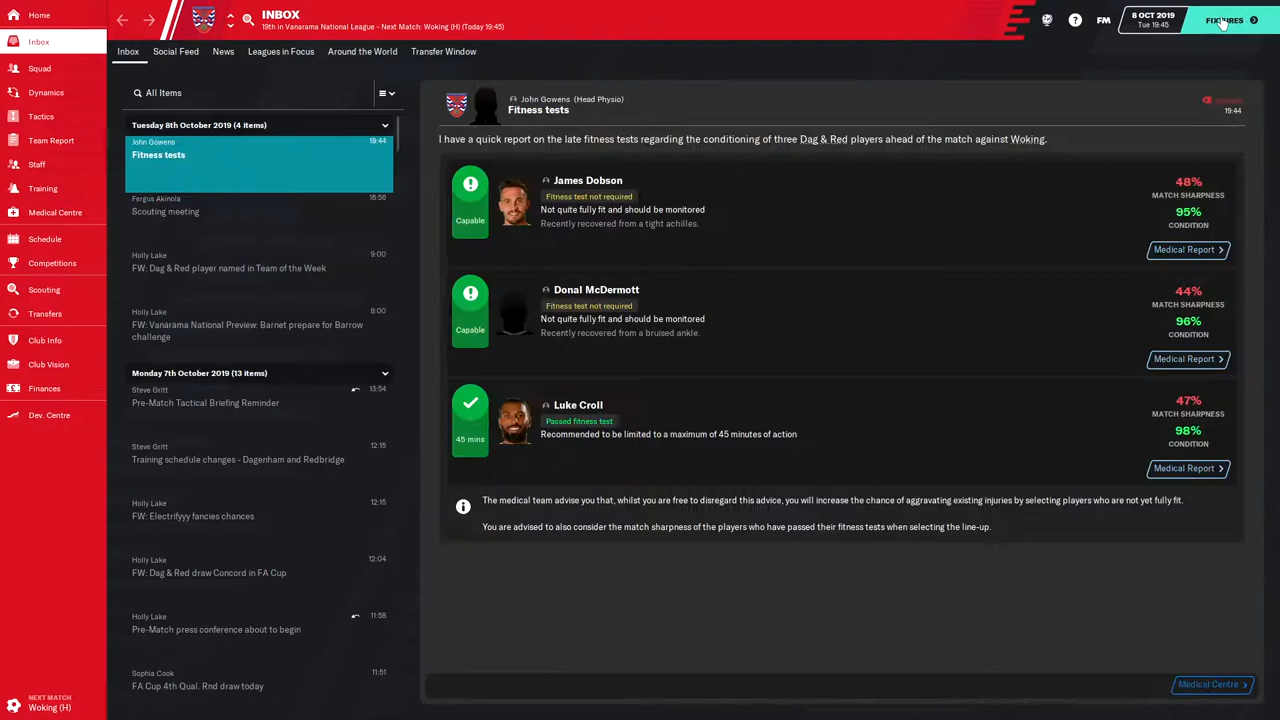 Home
Inbox
Squad
Dynamics
Tactics
Team Report
Staff
Training
Medical Centre
Schedule
Competitions
Scouting
Transfers
Club Info
Club Vision
Finances
Dev. Centre
NEXT MATCH
Woking (H)
INBOX
19th in Vanarama National League - Next Match: Woking (H) (Today 19:45)
?
FM
8 OCT 2019
Tue 19:45
FIXTURES
Inbox
Social Feed
News
Leagues in Focus
Around the World
Transfer Window
All Items
Tuesday 8th October 2019 (4 items)
John Gowens 19:44
Fitness tests
Fergus Akinola 16:56
Scouting meeting
Holly Lake 9:00
FW: Dag & Red player named in Team of the Week
Holly Lake 8:00
FW: Vanarama National Preview: Barnet prepare for Barrow
challenge
Monday 7th October 2019 (13 items)
Steve Gritt 13:54
Pre-Match Tactical Briefing Reminder
Steve Gritt 12:15
Training schedule changes - Dagenham and Redbridge
Holly Lake 12:15
FW: Electrifyyy fancies chances
Holly Lake 12:04
FW: Dag & Red draw Concord in FA Cup
Holly Lake 11:58
Pre-Match press conference about to begin
Sophia Cook 11:51
FA Cup 4th Qual. Rnd draw today
John Gowens (Head Physio)
Fitness tests
19:44
I have a quick report on the late fitness tests regarding the conditioning of three Dag & Red players ahead of the match against Woking.
Capable
James Dobson
Fitness test not required
Not quite fully fit and should be monitored
Recently recovered from a tight achilles.
48%
MATCH SHARPNESS
95%
CONDITION
Medical Report
Capable
Donal McDermott
Fitness test not required
Not quite fully fit and should be monitored
Recently recovered from a bruised ankle.
44%
MATCH SHARPNESS
96%
CONDITION
Medical Report
45 mins
Luke Croll
Passed fitness test
Recommended to be limited to a maximum of 45 minutes of action
47%
MATCH SHARPNESS
98%
CONDITION
Medical Report
The medical team advise you that, whilst you are free to disregard this advice, you will increase the chance of aggravating existing injuries by selecting players who are not yet fully fit.
You are advised to also consider the match sharpness of the players who have passed their fitness tests when selecting the line-up.
Medical Centre